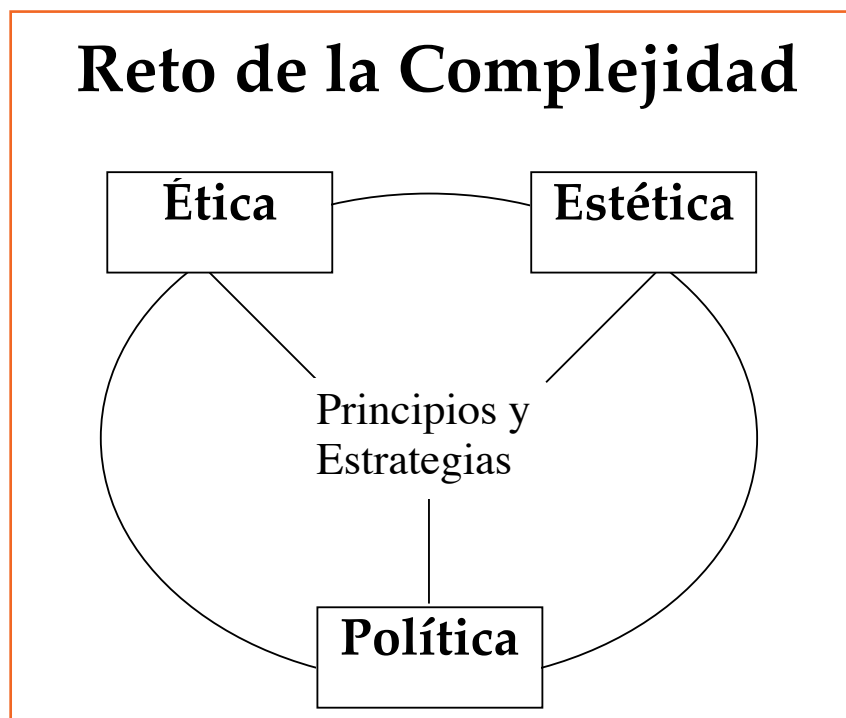 Reto de la Complejidad
Ética
Estética
Principios y
Estrategias
Política